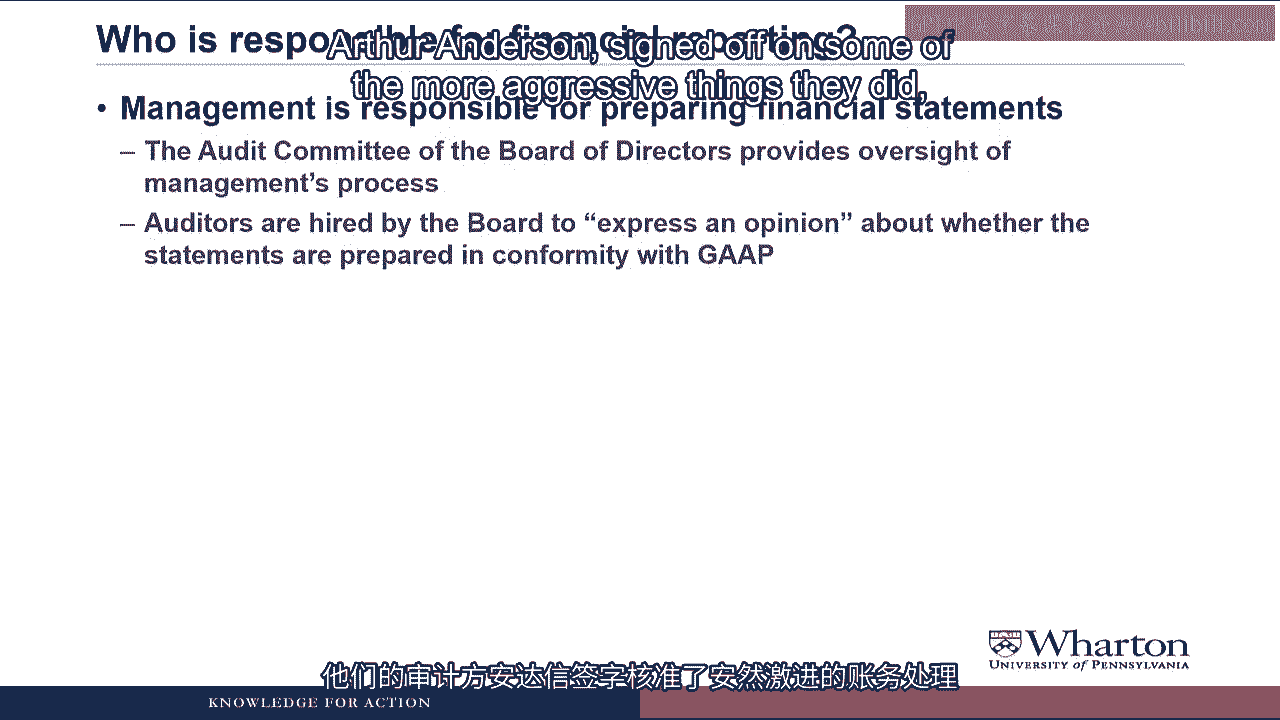 Who is responsible for financial reporting?
Arthur Anderson, signed off on some of
the more aggressive things they did,
• Management is responsible for preparing financial statements
– The Audit Committee of the Board of Directors provides oversight of
management's process
– Auditors are hired by the Board to “express an opinion” about whether the
statements are prepared in conformity with GAAP
Wharton
UNIVERSITY of PENNSYLVANIA
他们的审计方安达信签字核准了安然激进的账务处理
KNOWLEDGE FOR ACTION